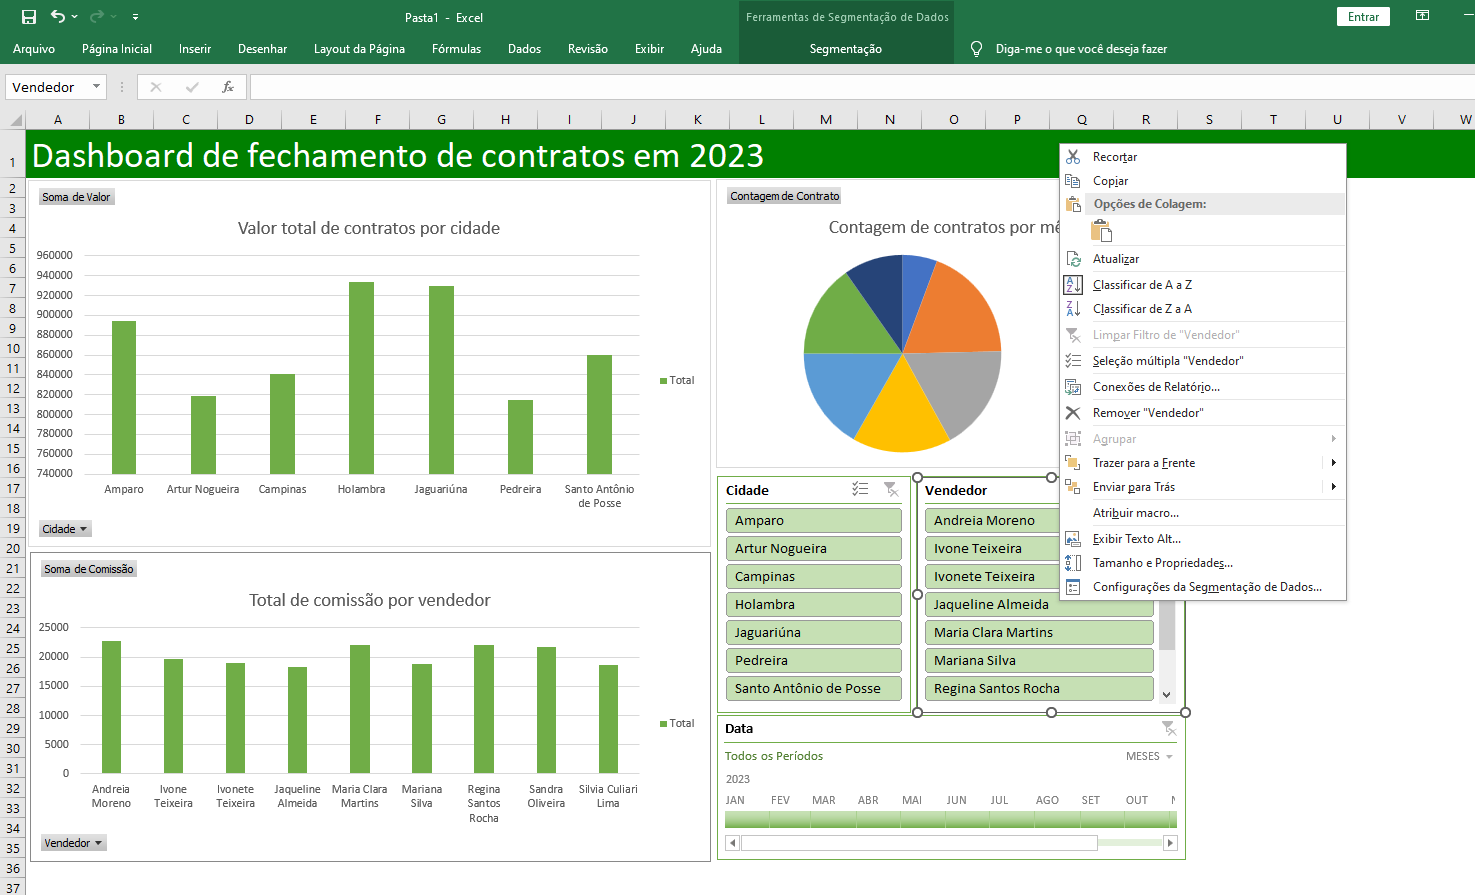 Pasta1 - Excel
Ferramentas de Segmentação de Dados
Entrar
Arquivo Página Inicial Inserir Desenhar Layout da Página Fórmulas Dados Revisão Exibir Ajuda Segmentação Diga-me o que você deseja fazer
Vendedor fx
A B C D E F G H I J K L M N O P Q R S T U V W
1
2
3
4
5
6
7
8
9
10
11
12
13
14
15
16
17
18
19
20
21
22
23
24
25
26
27
28
29
30
31
32
33
34
35
36
37
Dashboard de fechamento de contratos em 2023
Soma de Valor
Valor total de contratos por cidade
960000
940000
920000
900000
880000
860000
840000
820000
800000
780000
760000
740000
Amparo Artur Nogueira Campinas Holambra Jaguariúna Pedreira Santo Antônio
de Posse
Total
Cidade
Contagem de Contrato
Contagem de contratos por mê
Soma de Comissão
Total de comissão por vendedor
25000
20000
15000
10000
5000
0
Andreia Ivone Ivonete Jaqueline Maria Clara Mariana Regina Sandra Silvia Culiari
Moreno Teixeira Teixeira Almeida Martins Silva Santos Oliveira Lima
Rocha
Total
Vendedor
Cidade
Amparo
Artur Nogueira
Campinas
Holambra
Jaguariúna
Pedreira
Santo Antônio de Posse
Vendedor
Andreia Moreno
Ivone Teixeira
Ivonete Teixeira
Jaqueline Almeida
Maria Clara Martins
Mariana Silva
Regina Santos Rocha
Data
Todos os Períodos MESES
2023
JAN FEV MAR ABR MAI JUN JUL AGO SET OUT
Recortar
Copiar
Opções de Colagem:
Atualizar
Classificar de A a Z
Classificar de Z a A
Limpar Filtro de "Vendedor"
Seleção múltipla "Vendedor"
Conexões de Relatório...
Remover "Vendedor"
Agrupar
Trazer para a Frente
Enviar para Trás
Atribuir macro...
Exibir Texto Alt...
Tamanho e Propriedades...
Configurações da Segmentação de Dados...